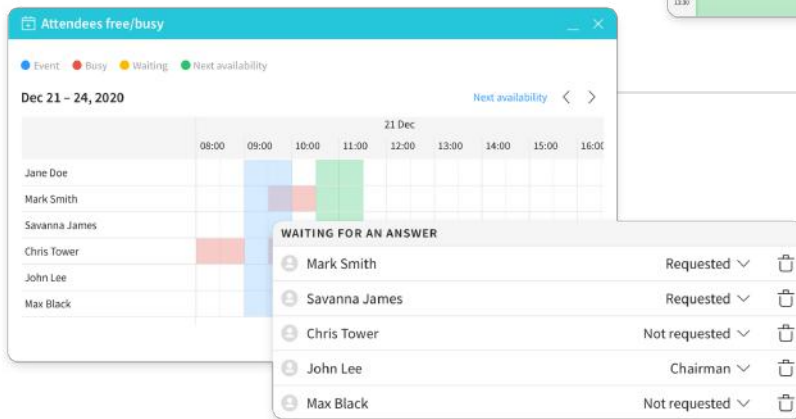 13:30
Attendees free/busy
Event Busy Waiting Next availability
Dec 21 – 24, 2020 Next availability
21 Dec
08:00 09:00 10:00 11:00 12:00 13:00 14:00 15:00 16:00
Jane Doe
Mark Smith
Savanna James
Chris Tower
John Lee
Max Black
WAITING FOR AN ANSWER
Mark Smith Requested
Savanna James Requested
Chris Tower Not requested
John Lee Chairman
Max Black Not requested